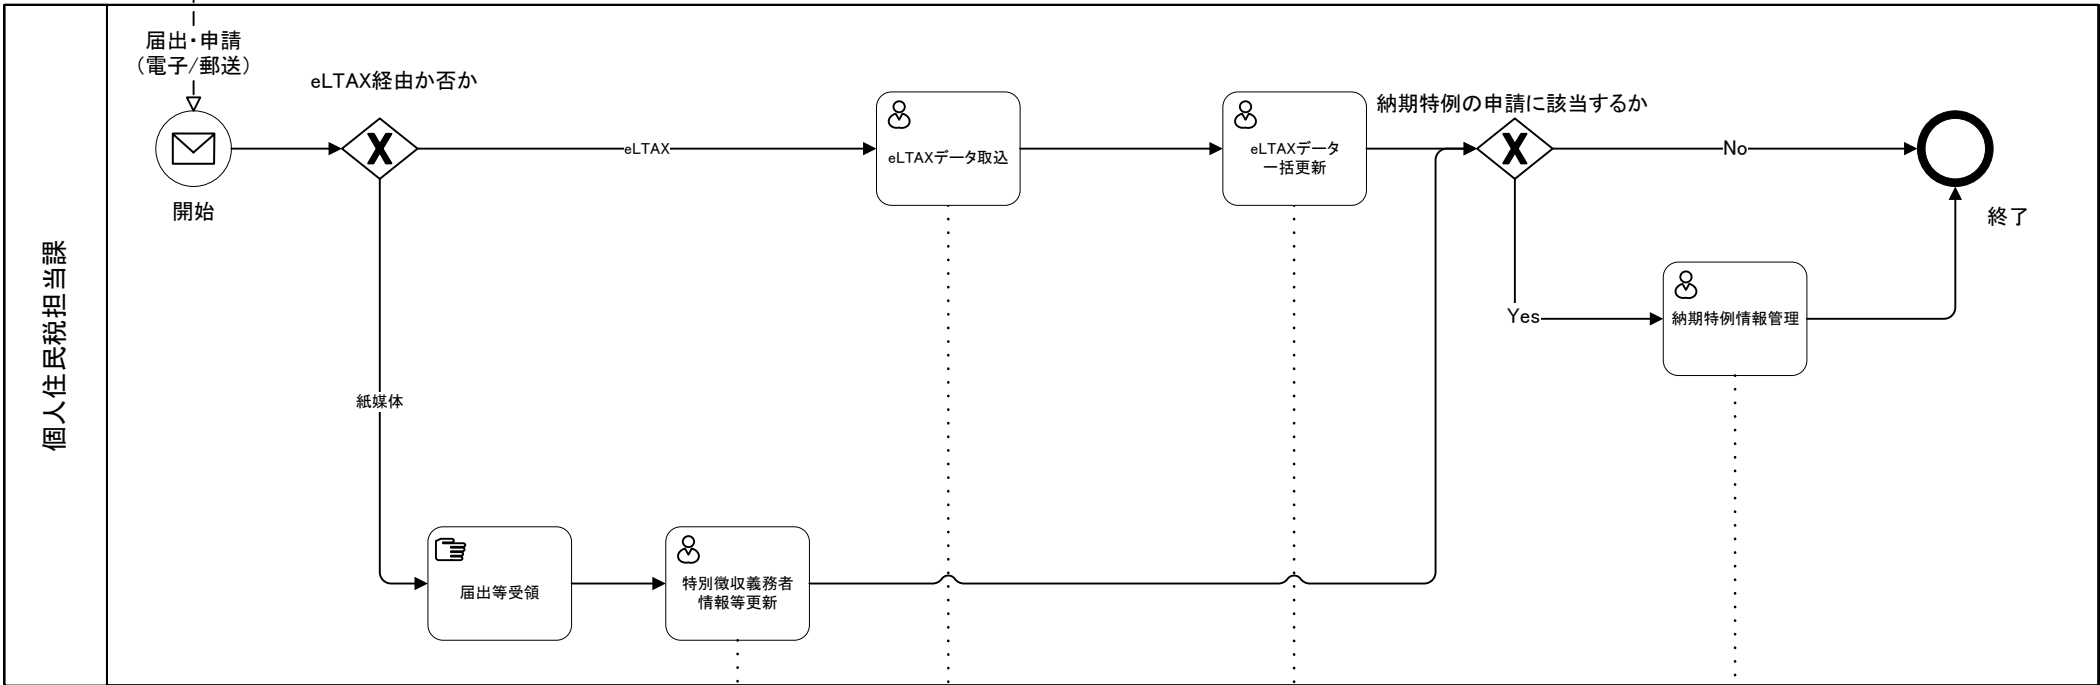 届出・申請
（電子/郵送）
eLTAX経由か否か
開始
個人住民税担当課
eLTAX
紙媒体
eLTAXデータ取込
eLTAXデータ
一括更新
納期特例の申請に該当するか
No
終了
Yes
納期特例情報管理
届出等受領
特別徴収義務者
情報等更新